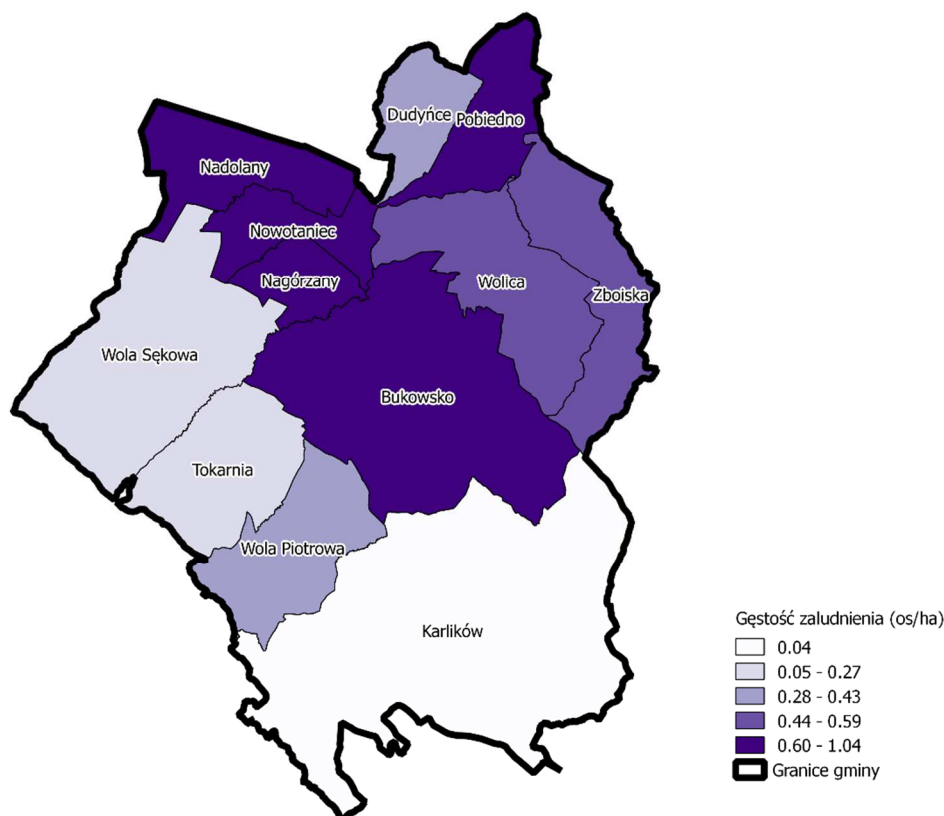 Dudyńce
Pobiedno
Nadolany
Nowotaniec
Nagórzany
Wolica
Zboiska
Wola Sękowa
Bukowsko
Tokarnia
Wola Piotrowa
Karlików
Gęstość zaludnienia (os/ha)
0.04
0.05 - 0.27
0.28 - 0.43
0.44 - 0.59
0.60 - 1.04
Granice gminy